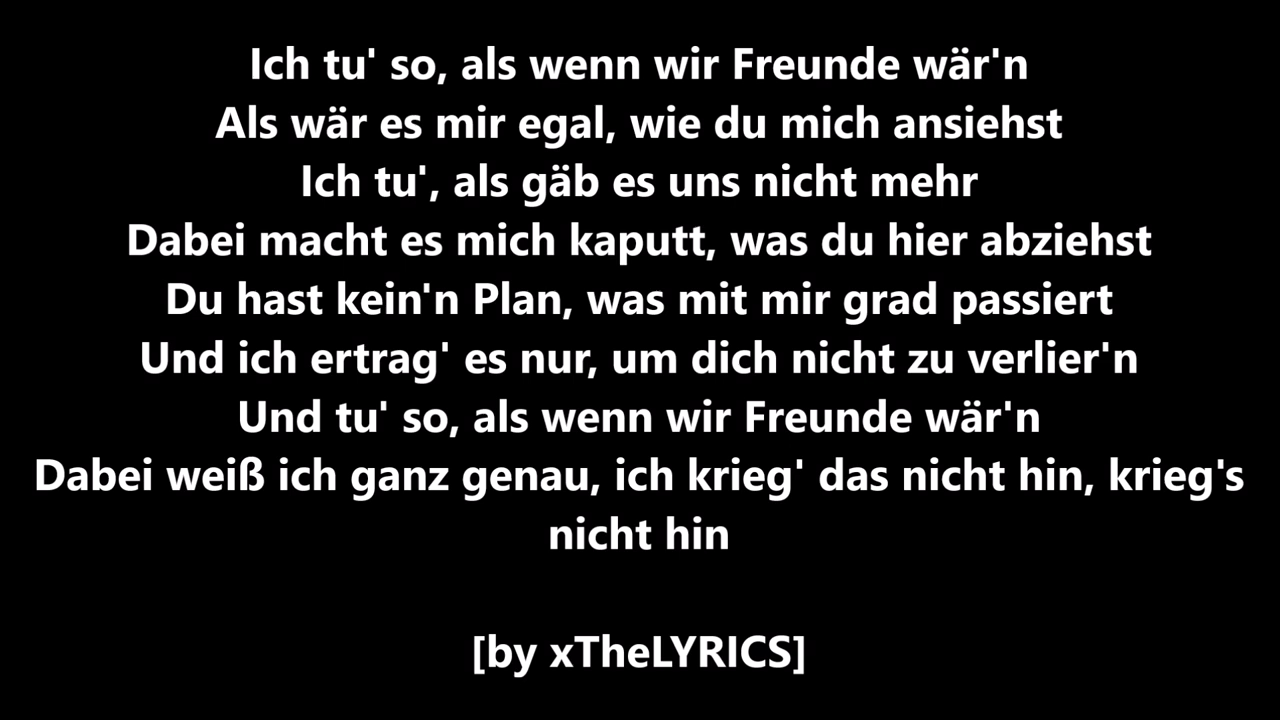 Ich tu' so, als wenn wir Freunde wär'n
Als wär es mir egal, wie du mich ansiehst
Ich tu', als gäb es uns nicht mehr
Dabei macht es mich kaputt, was du hier abziehst
Du hast kein'n Plan, was mit mir grad passiert
Und ich ertrag' es nur, um dich nicht zu verlier'n
Und tu' so, als wenn wir Freunde wär'n
Dabei weiß ich ganz genau, ich krieg' das nicht hin, krieg's
nicht hin
[by xTheLYRICS]